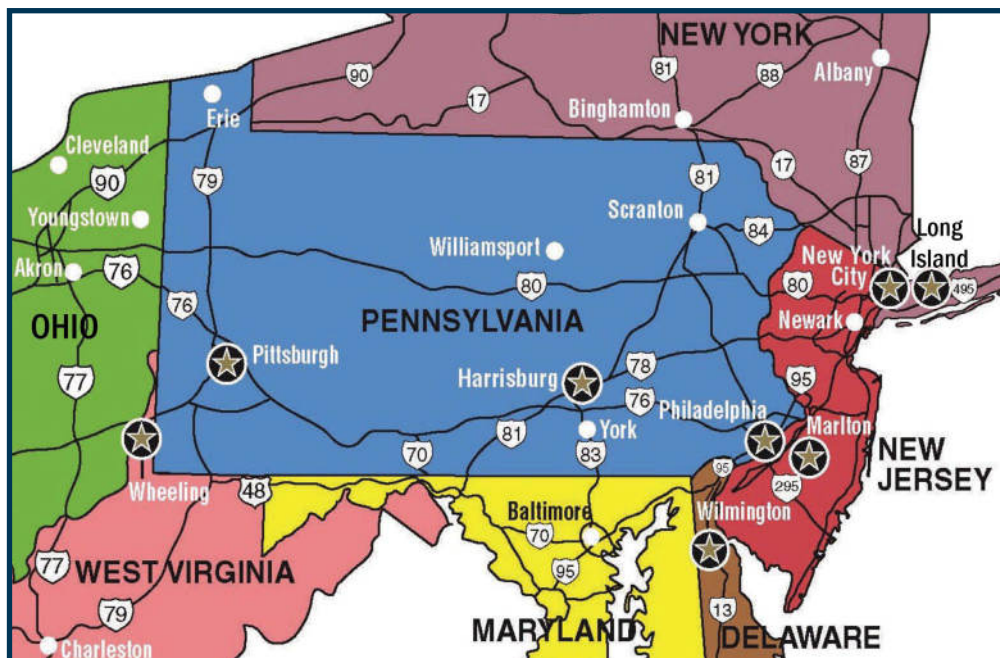 NEW YORK
90
81
88
Albany
17
Binghamton
Erie
Cleveland
90
79
81
17
87
Youngstown
Scranton
84
Long
Island
Williamsport
New York
City
Akron
76
80
80
495
76
OHIO
PENNSYLVANIA
Newark
Pittsburgh
77
Harrisburg
78
95
76
Philadelphia
Marlton
81
York
NEW
JERSEY
70
83
95
Wheeling
48
295
Baltimore
Wilmington
70
77
WEST VIRGINIA
95
79
13
MARYLAND
DELAWARE
Charleston